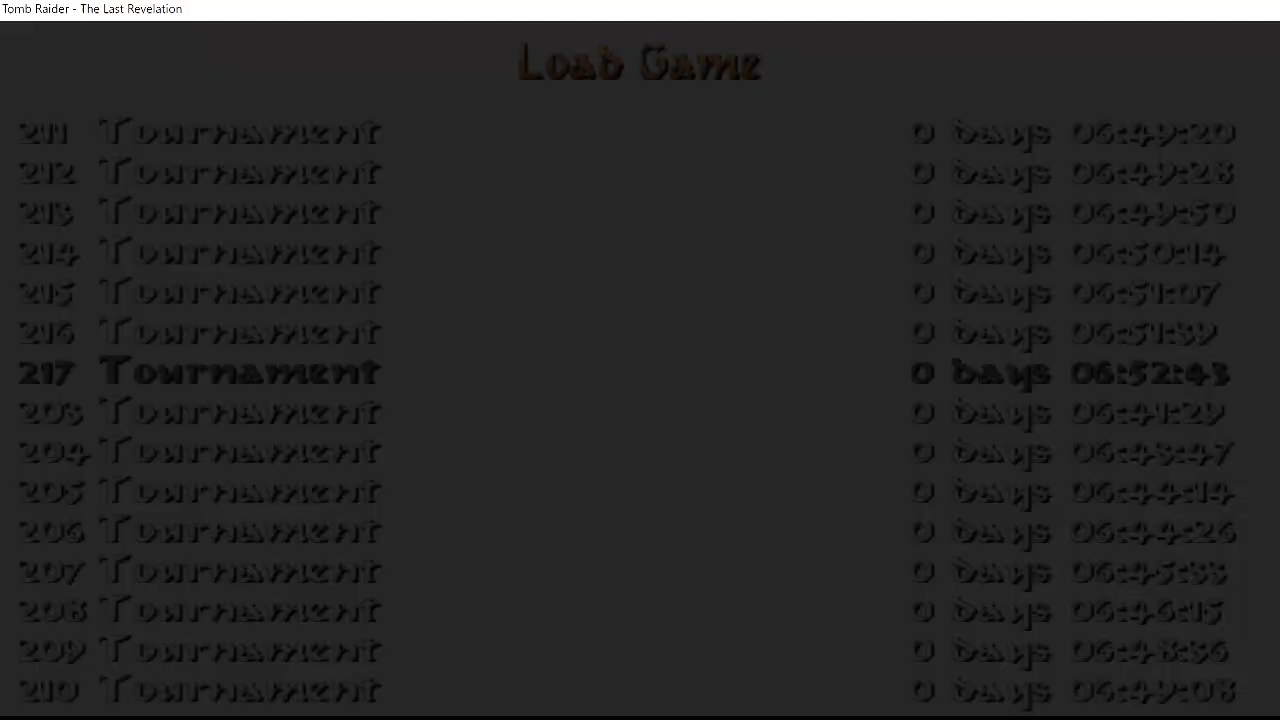 Tomb Raider - The Last Revelation
Load Game
211 Tournament 0 days 06:49:20
212 Tournament 0 days 06:49:28
213 Tournament 0 days 06:49:50
214 Tournament 0 days 06:50:14
215 Tournament 0 days 06:51:07
216 Tournament 0 days 06:51:39
217 Tournament 0 days 06:52:43
203 Tournament 0 days 06:41:29
204 Tournament 0 days 06:43:47
205 Tournament 0 days 06:44:14
206 Tournament 0 days 06:44:26
207 Tournament 0 days 06:45:33
208 Tournament 0 days 06:46:15
209 Tournament 0 days 06:48:36
210 Tournament 0 days 06:49:08